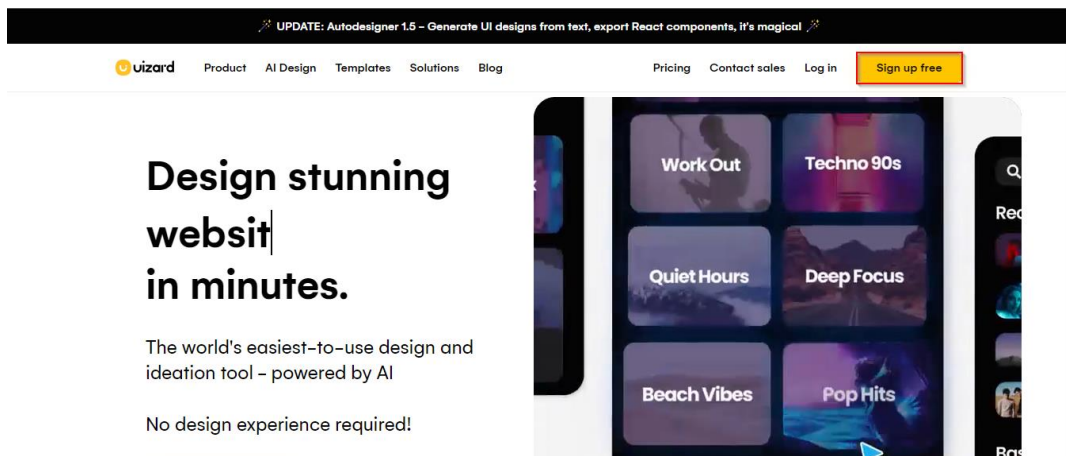 🪄 UPDATE: Autodesigner 1.5 – Generate UI designs from text, export React components, it's magical 🪄
uizard Product AI Design Templates Solutions Blog Pricing Contact sales Log in Sign up free
Design stunning
websit
in minutes.
The world's easiest-to-use design and
ideation tool – powered by AI
No design experience required!
Work Out Techno 90s
Quiet Hours Deep Focus
Beach Vibes Pop Hits